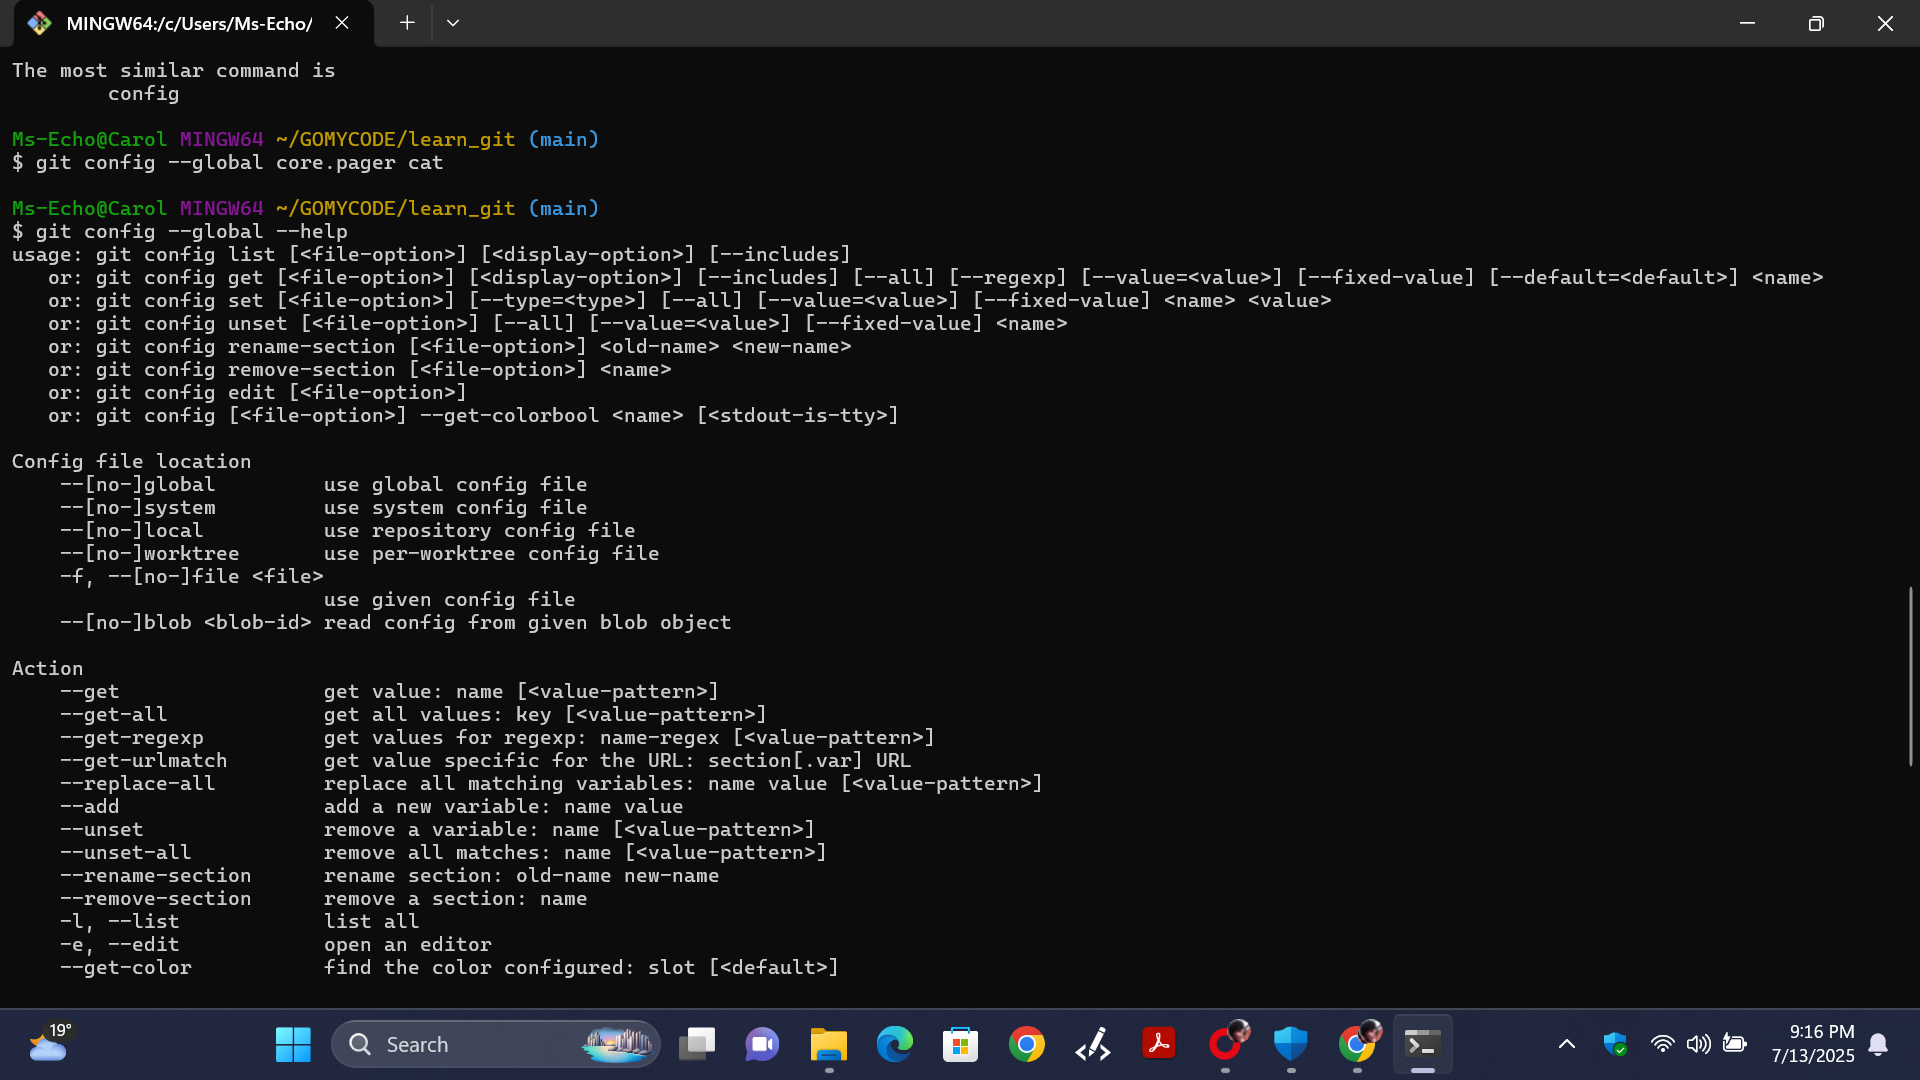 MINGW64:/c/Users/Ms-Echo/
The most similar command is
        config

Ms-Echo@Carol MINGW64 ~/GOMYCODE/learn_git (main)
$ git config --global core.pager cat

Ms-Echo@Carol MINGW64 ~/GOMYCODE/learn_git (main)
$ git config --global --help
usage: git config list [<file-option>] [<display-option>] [--includes]
   or: git config get [<file-option>] [<display-option>] [--includes] [--all] [--regexp] [--value=<value>] [--fixed-value] [--default=<default>] <name>
   or: git config set [<file-option>] [--type=<type>] [--all] [--value=<value>] [--fixed-value] <name> <value>
   or: git config unset [<file-option>] [--all] [--value=<value>] [--fixed-value] <name>
   or: git config rename-section [<file-option>] <old-name> <new-name>
   or: git config remove-section [<file-option>] <name>
   or: git config edit [<file-option>]
   or: git config [<file-option>] --get-colorbool <name> [<stdout-is-tty>]

Config file location
    --[no-]global         use global config file
    --[no-]system         use system config file
    --[no-]local          use repository config file
    --[no-]worktree       use per-worktree config file
    -f, --[no-]file <file>
                          use given config file
    --[no-]blob <blob-id> read config from given blob object

Action
    --get                 get value: name [<value-pattern>]
    --get-all             get all values: key [<value-pattern>]
    --get-regexp          get values for regexp: name-regex [<value-pattern>]
    --get-urlmatch        get value specific for the URL: section[.var] URL
    --replace-all         replace all matching variables: name value [<value-pattern>]
    --add                 add a new variable: name value
    --unset               remove a variable: name [<value-pattern>]
    --unset-all           remove all matches: name [<value-pattern>]
    --rename-section      rename section: old-name new-name
    --remove-section      remove a section: name
    -l, --list            list all
    -e, --edit            open an editor
    --get-color           find the color configured: slot [<default>]
19°
Search
9:16 PM
7/13/2025